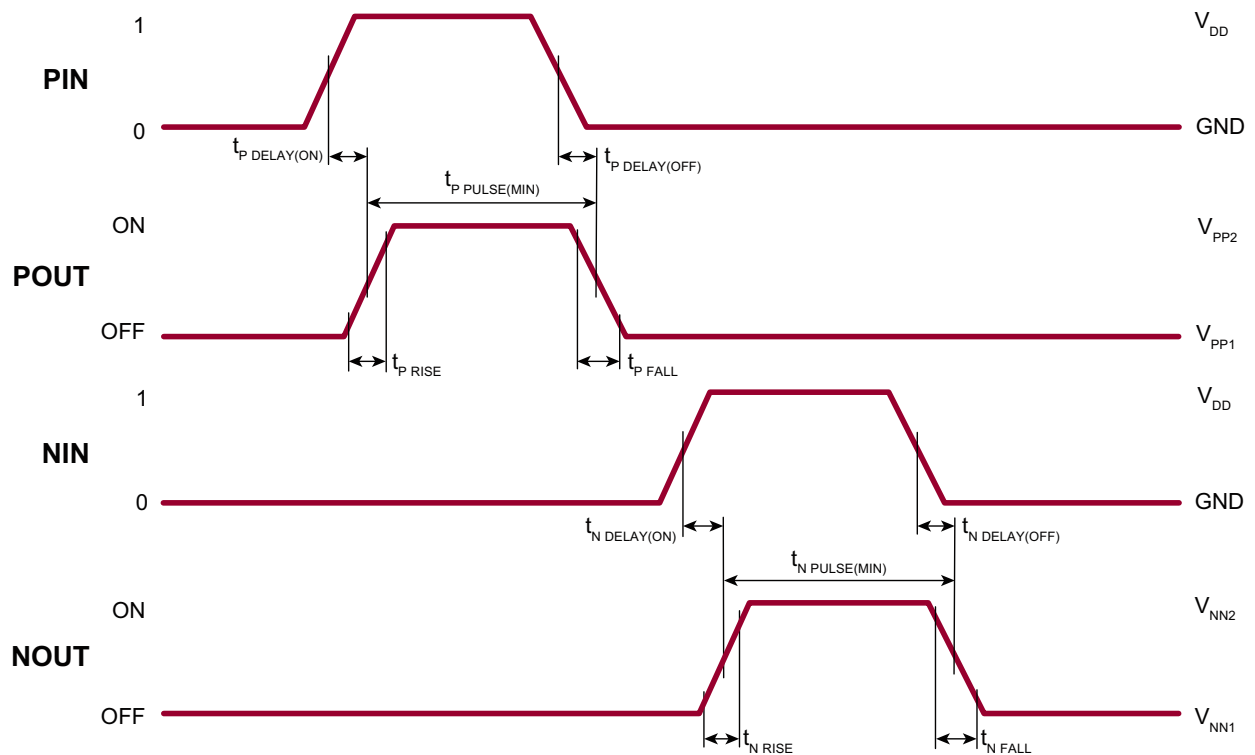 1 V_DD
PIN
0 GND
t_P DELAY(ON) t_P DELAY(OFF)
t_P PULSE(MIN)
ON V_PP2
POUT
OFF V_PP1
t_P RISE t_P FALL
1 V_DD
NIN
0 GND
t_N DELAY(ON) t_N DELAY(OFF)
t_N PULSE(MIN)
ON V_NN2
NOUT
OFF V_NN1
t_N RISE t_N FALL